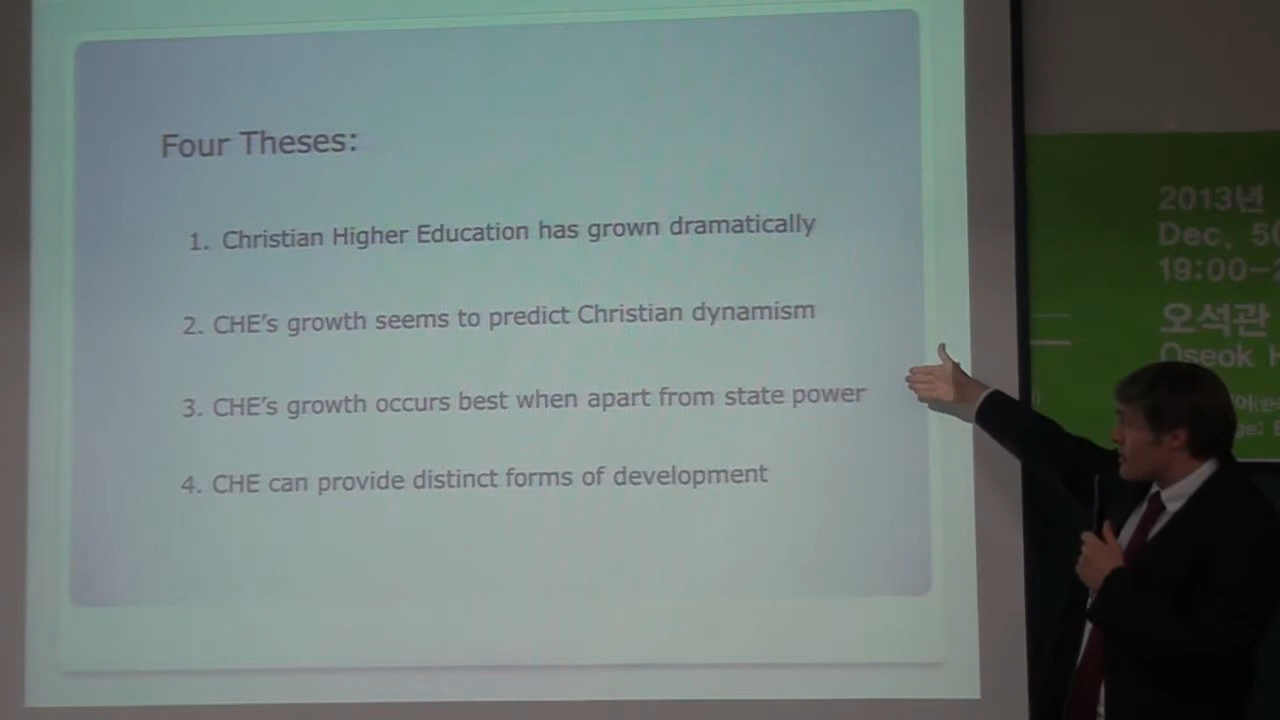 Four Theses:
1. Christian Higher Education has grown dramatically
2. CHE's growth seems to predict Christian dynamism
3. CHE's growth occurs best when apart from state power
4. CHE can provide distinct forms of development
2013년
Dec.
19:00-
오석관
Oseok